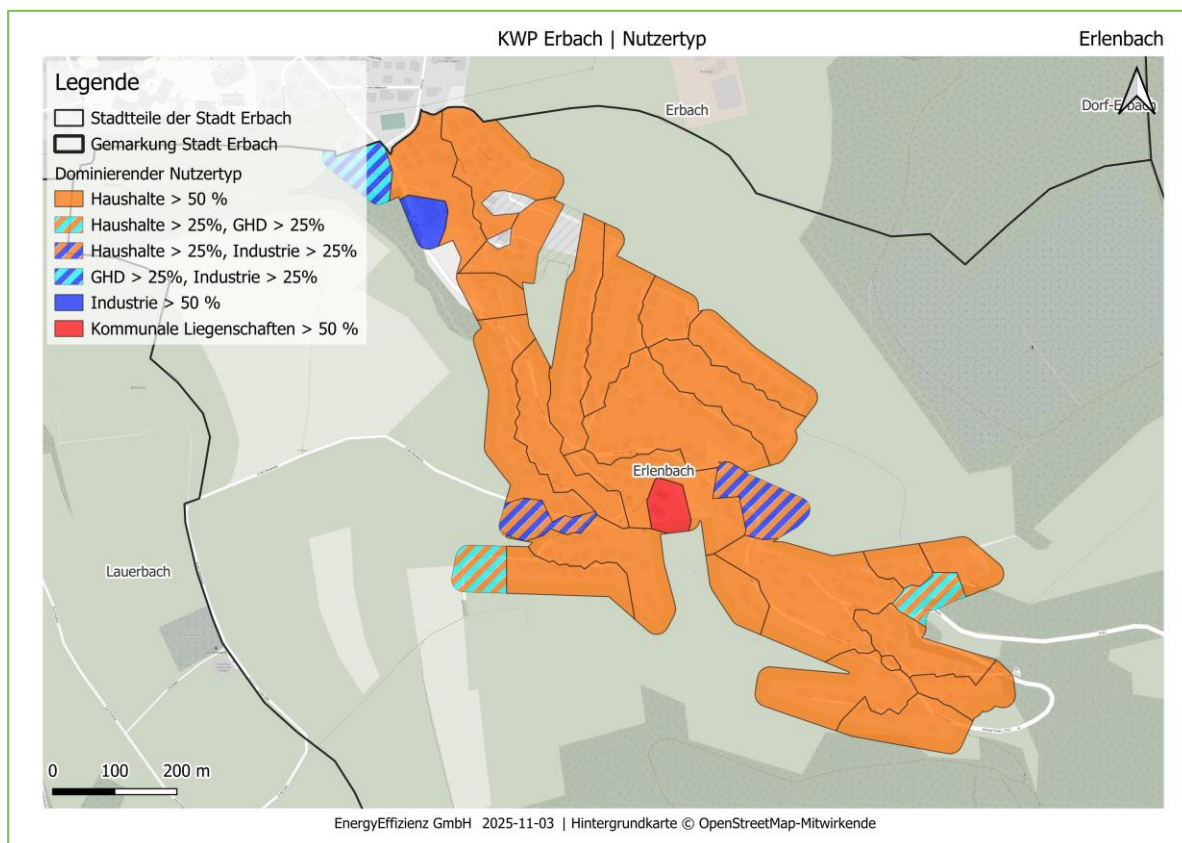 KWP Erbach | Nutzertyp
Erlenbach
Legende
Stadtteile der Stadt Erbach
Gemarkung Stadt Erbach
Dominierender Nutzertyp
Haushalte > 50 %
Haushalte > 25%, GHD > 25%
Haushalte > 25%, Industrie > 25%
GHD > 25%, Industrie > 25%
Industrie > 50 %
Kommunale Liegenschaften > 50 %
Erbach
Dorf-Erbach
Erlenbach
Lauerbach
0 100 200 m
EnergyEffizienz GmbH 2025-11-03 | Hintergrundkarte © OpenStreetMap-Mitwirkende